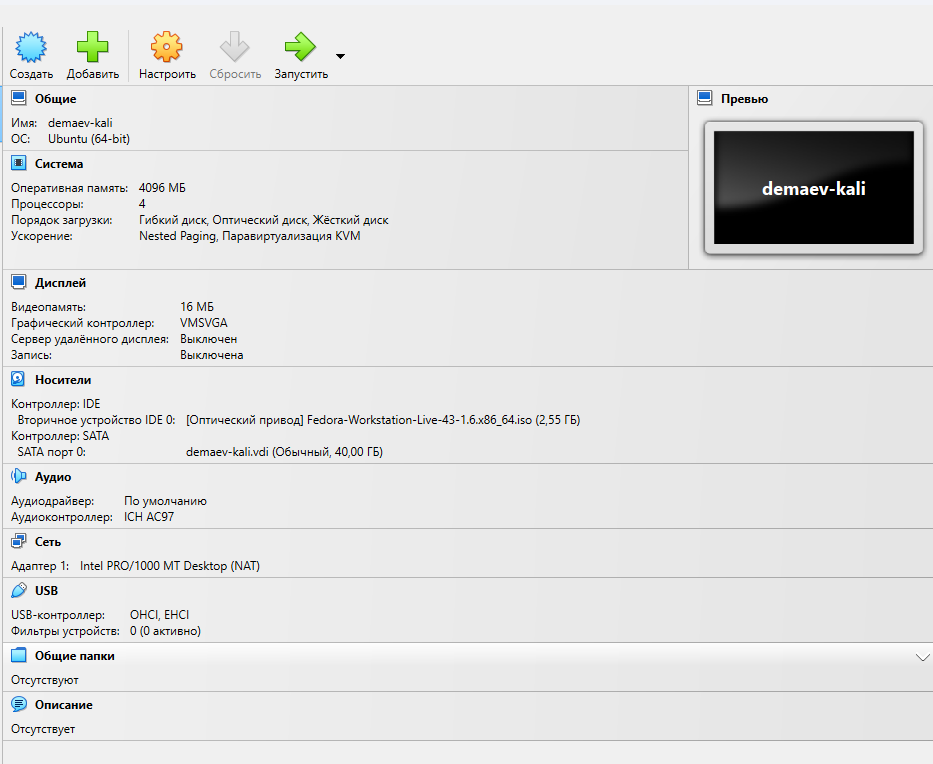 Создать Добавить Настроить Сбросить Запустить
Общие
Имя: demaev-kali
ОС: Ubuntu (64-bit)
Превью
demaev-kali
Система
Оперативная память: 4096 МБ
Процессоры: 4
Порядок загрузки: Гибкий диск, Оптический диск, Жёсткий диск
Ускорение: Nested Paging, Паравиртуализация KVM
Дисплей
Видеопамять: 16 МБ
Графический контроллер: VMSVGA
Сервер удалённого дисплея: Выключен
Запись: Выключена
Носители
Контроллер: IDE
Вторичное устройство IDE 0: [Оптический привод] Fedora-Workstation-Live-43-1.6.x86_64.iso (2,55 ГБ)
Контроллер: SATA
SATA порт 0: demaev-kali.vdi (Обычный, 40,00 ГБ)
Аудио
Аудиодрайвер: По умолчанию
Аудиоконтроллер: ICH AC97
Сеть
Адаптер 1: Intel PRO/1000 MT Desktop (NAT)
USB
USB-контроллер: OHCI, EHCI
Фильтры устройств: 0 (0 активно)
Общие папки
Отсутствуют
Описание
Отсутствует